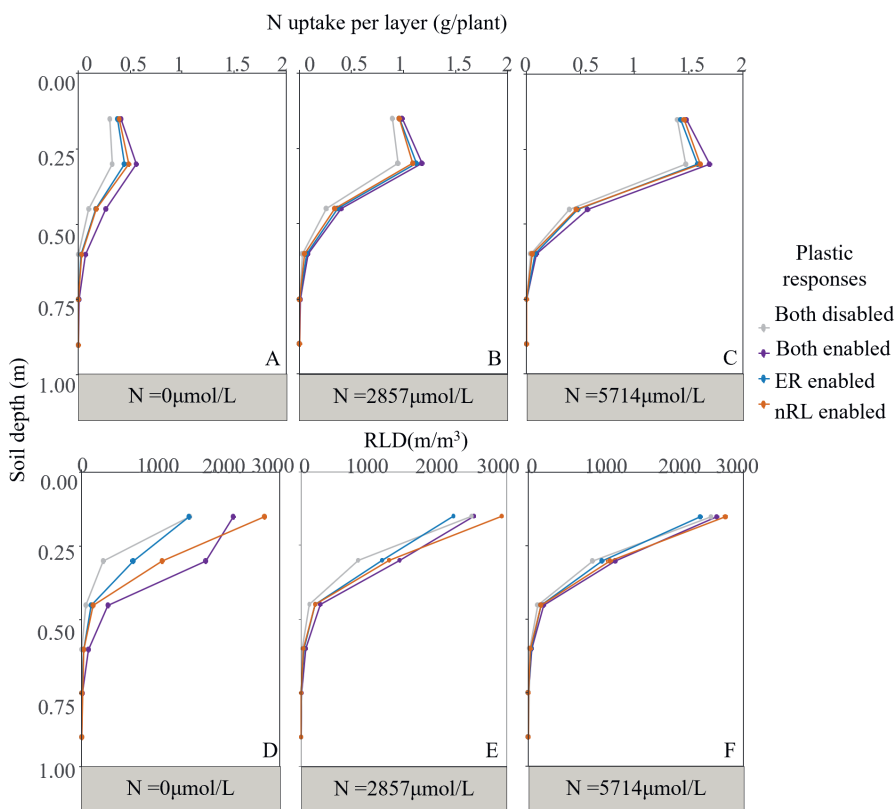 N uptake per layer (g/plant)
0 0.5 1 1.5 2
0 0.5 1 1.5 2
0 0.5 1 1.5 2
0.00
0.25
0.50
0.75
1.00
A
B
C
N =0μmol/L
N =2857μmol/L
N =5714μmol/L
Plastic
responses
Both disabled
Both enabled
ER enabled
nRL enabled
Soil depth (m)
RLD(m/m³)
0 1000 2000 3000
0 1000 2000 3000
0 1000 2000 3000
0.00
0.25
0.50
0.75
1.00
D
E
F
N =0μmol/L
N =2857μmol/L
N =5714μmol/L